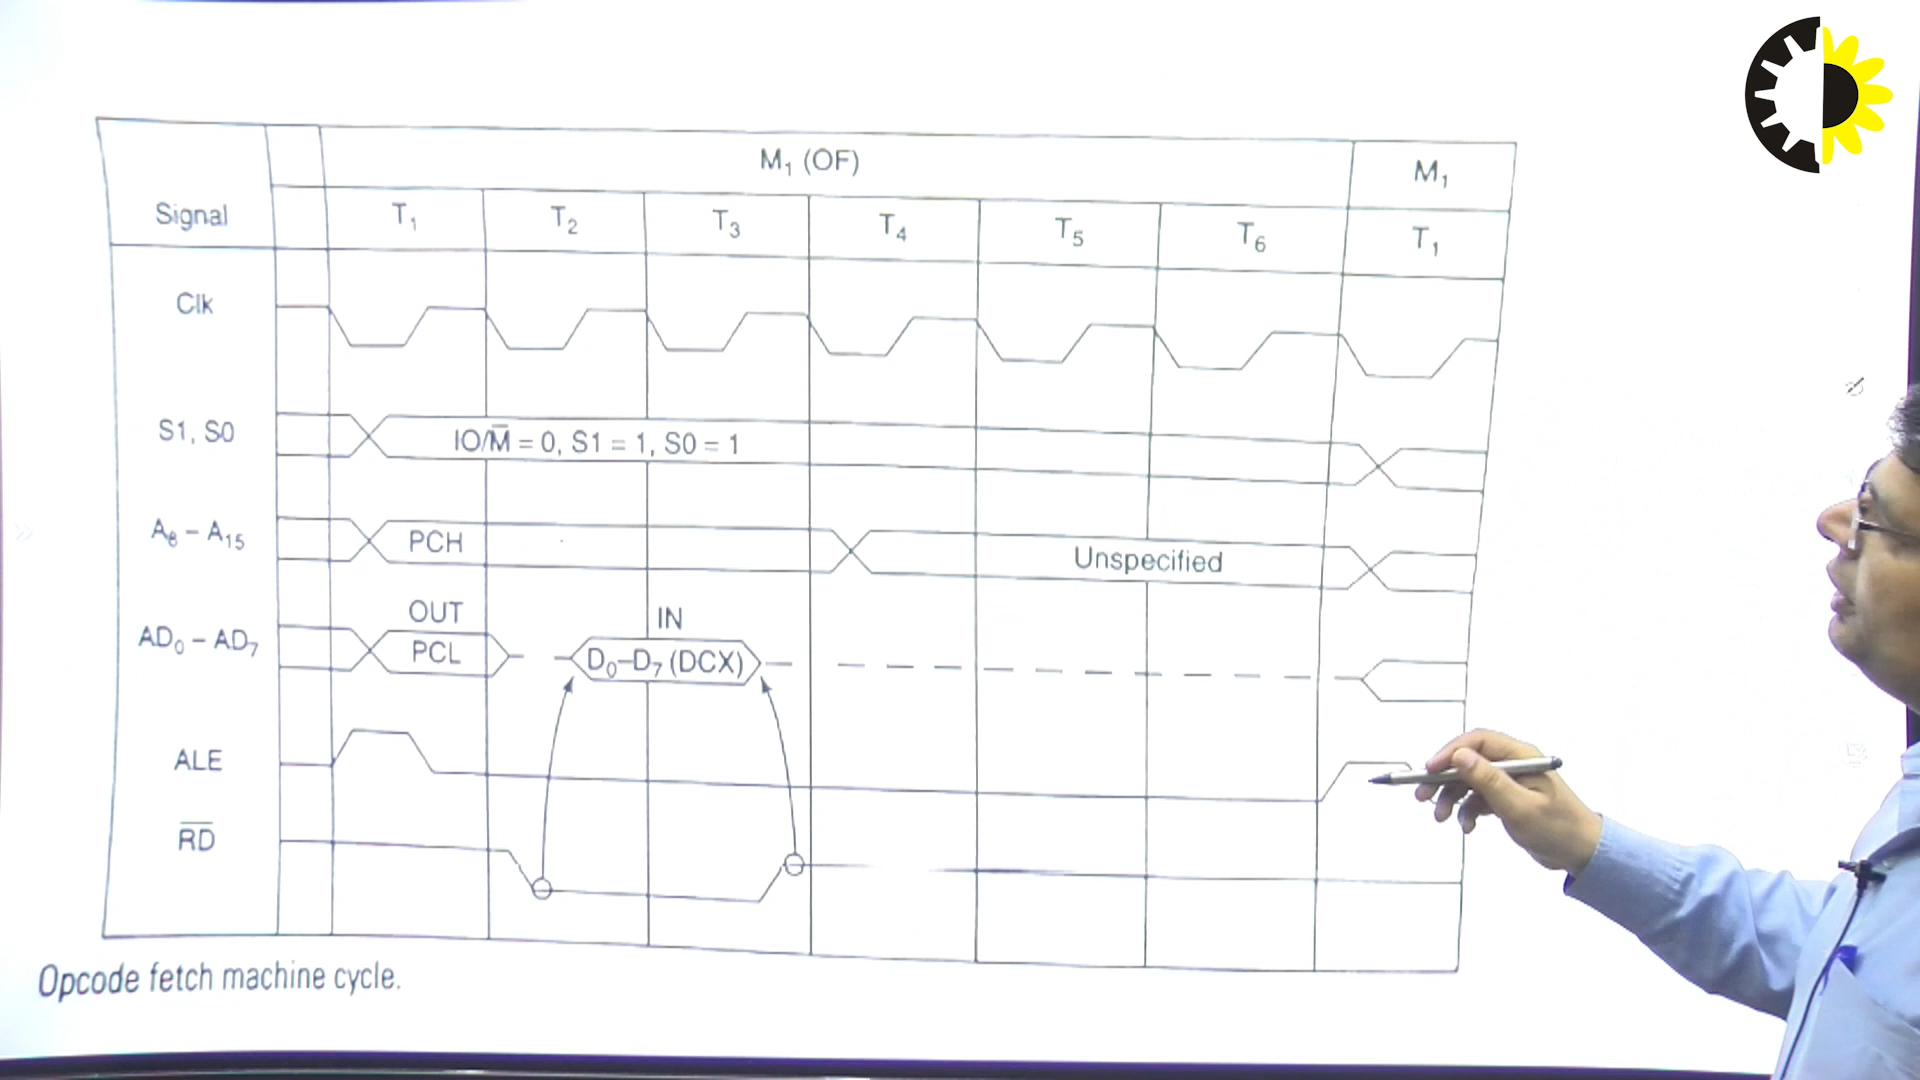 M₁ (OF) M₁
Signal T₁ T₂ T₃ T₄ T₅ T₆ T₁
Clk
S1, S0 IO/M̅ = 0, S1 = 1, S0 = 1
A₈ – A₁₅ PCH Unspecified
OUT IN
AD₀ – AD₇ PCL D₀–D₇ (DCX)
ALE
R̅D̅
Opcode fetch machine cycle.